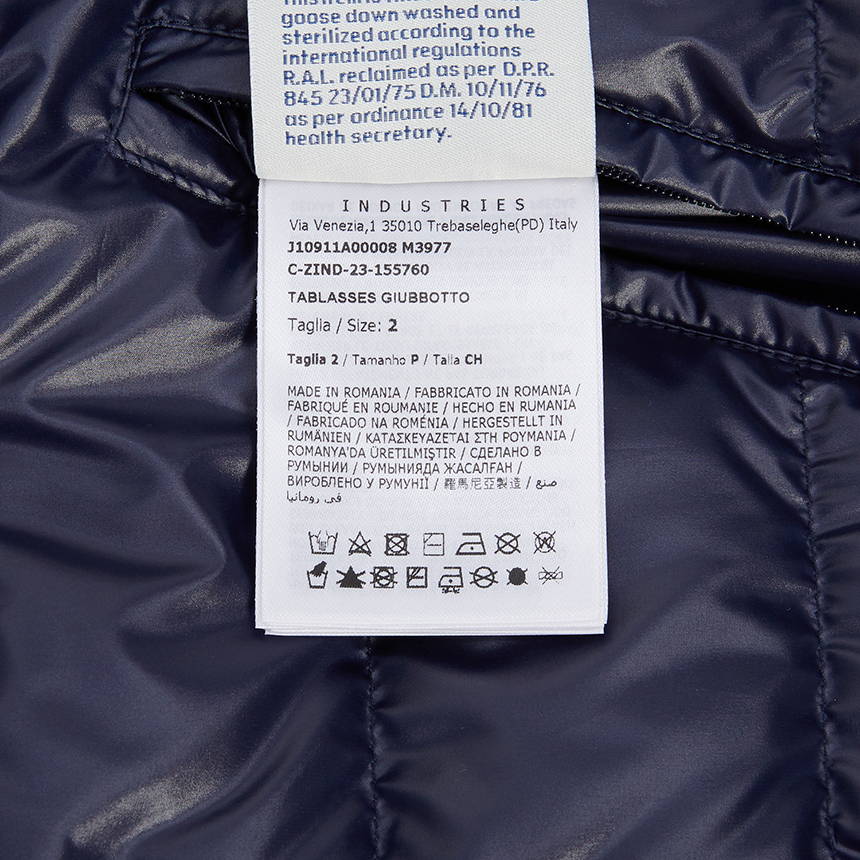 goose down washed and
sterilized according to the
international regulations
R.A.L. reclaimed as per D.P.R.
845 23/01/75 D.M. 10/11/76
as per ordinance 14/10/81
health secretary.
INDUSTRIES
Via Venezia,1 35010 Trebaseleghe(PD) Italy
J10911A00008 M3977
C-ZIND-23-155760
TABLASSES GIUBBOTTO
Taglia / Size: 2
Taglia 2 / Tamanho P / Talla CH
MADE IN ROMANIA / FABBRICATO IN ROMANIA /
FABRIQUÉ EN ROUMANIE / HECHO EN RUMANIA
/ FABRICADO NA ROMÉNIA / HERGESTELLT IN
RUMÄNIEN / ΚΑΤΑΣΚΕΥΑΖΕΤΑΙ ΣΤΗ ΡΟΥΜΑΝΙΑ /
ROMANYA'DA ÜRETİLMİŞTİR / СДЕЛАНО В
РУМЫНИИ / РУМЫНИЯДА ЖАСАЛҒАН /
ВИРОБЛЕНО У РУМУНІЇ / 羅馬尼亞製造 / صنع
في رومانيا